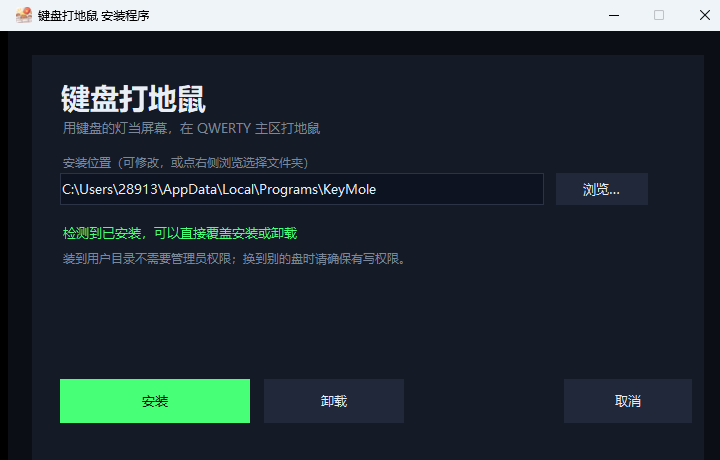 键盘打地鼠 安装程序
键盘打地鼠
用键盘的灯当屏幕，在 QWERTY 主区打地鼠
安装位置（可修改，或点右侧浏览选择文件夹）
C:\Users\28913\AppData\Local\Programs\KeyMole
浏览...
检测到已安装，可以直接覆盖安装或卸载
装到用户目录不需要管理员权限；换到别的盘时请确保有写权限。
安装
卸载
取消